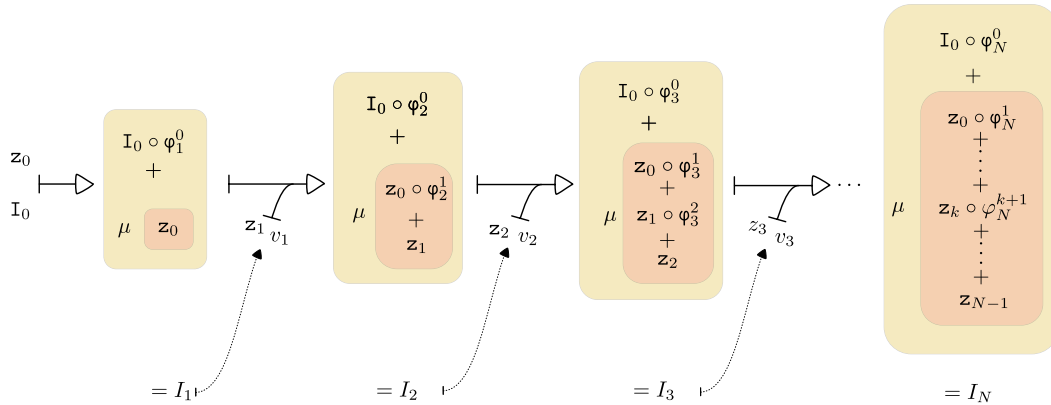 z₀
I₀
I₀ ∘ φ₁⁰
+
μ z₀
= I₁
z₁ v₁
I₀ ∘ φ₂⁰
+
μ
z₀ ∘ φ₂¹
+
z₁
= I₂
z₂ v₂
I₀ ∘ φ₃⁰
+
μ
z₀ ∘ φ₃¹
+
z₁ ∘ φ₃²
+
z₂
= I₃
z₃ v₃
···
I₀ ∘ φ_N⁰
+
μ
z₀ ∘ φ_N¹
+
⋮
+
z_k ∘ φ_N^{k+1}
+
⋮
+
z_{N−1}
= I_N